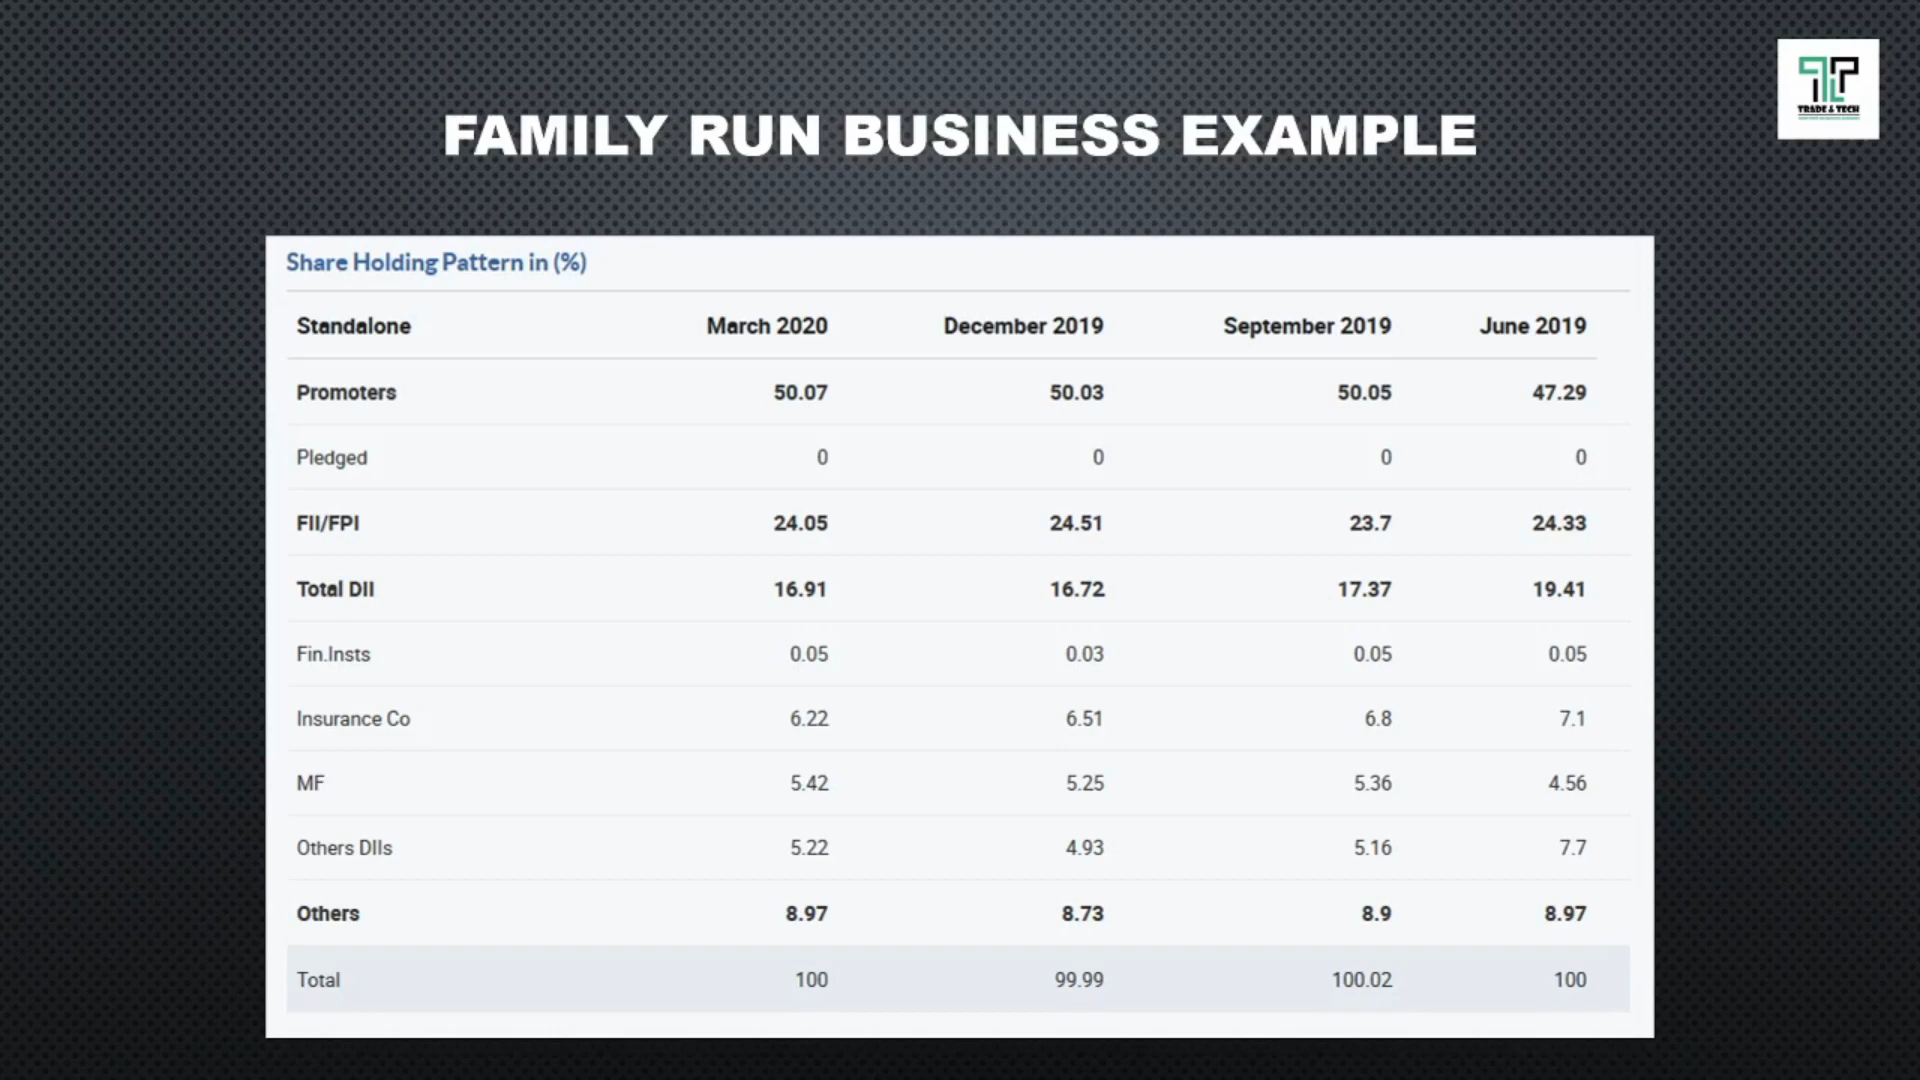 TRADE & TECH
FAMILY RUN BUSINESS EXAMPLE
Share Holding Pattern in (%)
Standalone March 2020 December 2019 September 2019 June 2019
Promoters 50.07 50.03 50.05 47.29
Pledged 0 0 0 0
FII/FPI 24.05 24.51 23.7 24.33
Total DII 16.91 16.72 17.37 19.41
Fin.Insts 0.05 0.03 0.05 0.05
Insurance Co 6.22 6.51 6.8 7.1
MF 5.42 5.25 5.36 4.56
Others DIIs 5.22 4.93 5.16 7.7
Others 8.97 8.73 8.9 8.97
Total 100 99.99 100.02 100